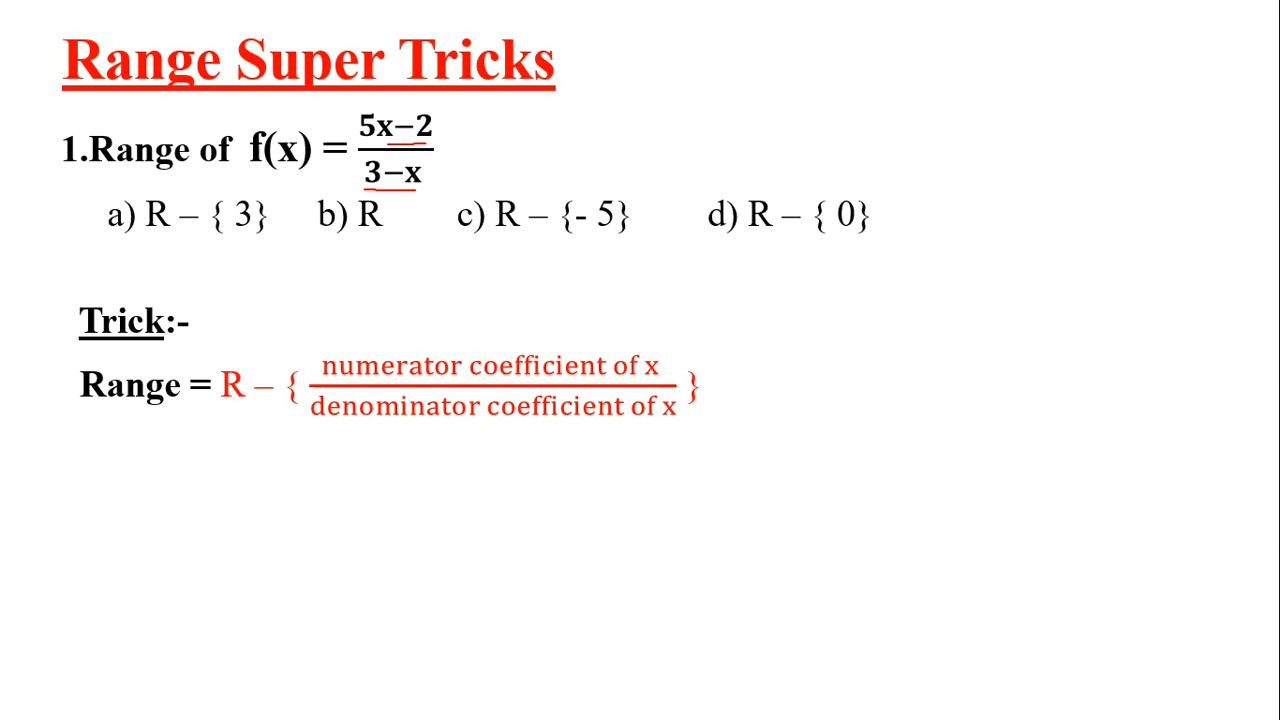 Range Super Tricks
1.Range of f(x) = 5x−2 / 3−x
a) R – { 3} b) R c) R – {- 5} d) R – { 0}
Trick:-
Range = R – { numerator coefficient of x / denominator coefficient of x }